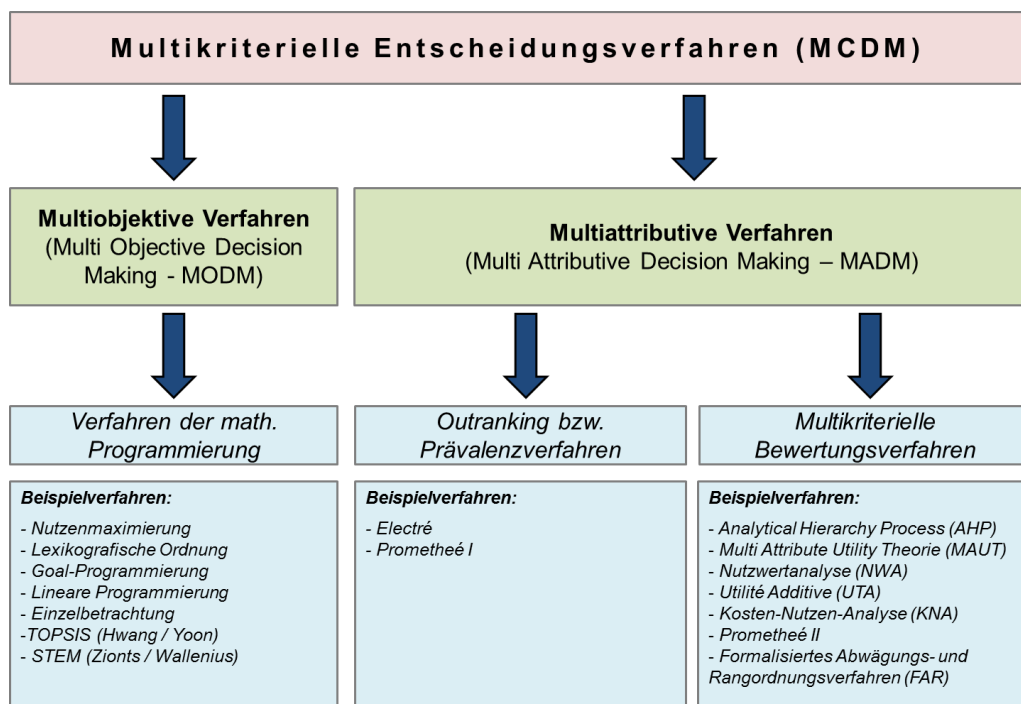 Multikriterielle Entscheidungsverfahren (MCDM)
Multiobjektive Verfahren
(Multi Objective Decision
Making - MODM)
Multiattributive Verfahren
(Multi Attributive Decision Making – MADM)
Verfahren der math.
Programmierung
Outranking bzw.
Prävalenzverfahren
Multikriterielle
Bewertungsverfahren
Beispielverfahren:
- Nutzenmaximierung
- Lexikografische Ordnung
- Goal-Programmierung
- Lineare Programmierung
- Einzelbetrachtung
-TOPSIS (Hwang / Yoon)
- STEM (Zionts / Wallenius)
Beispielverfahren:
- Electré
- Prometheé I
Beispielverfahren:
- Analytical Hierarchy Process (AHP)
- Multi Attribute Utility Theorie (MAUT)
- Nutzwertanalyse (NWA)
- Utilité Additive (UTA)
- Kosten-Nutzen-Analyse (KNA)
- Prometheé II
- Formalisiertes Abwägungs- und
Rangordnungsverfahren (FAR)